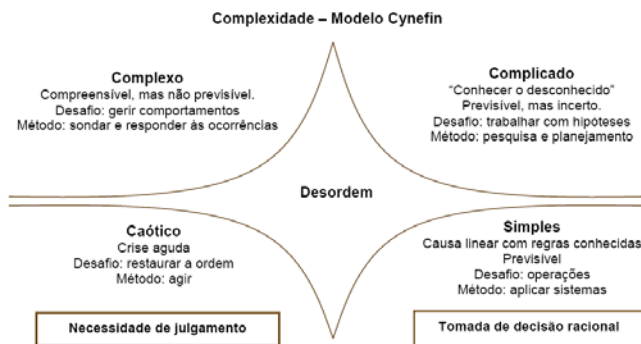 Complexidade – Modelo Cynefin
Complexo
Compreensível, mas não previsível.
Desafio: gerir comportamentos
Método: sondar e responder às ocorrências
Complicado
“Conhecer o desconhecido”
Previsível, mas incerto.
Desafio: trabalhar com hipóteses
Método: pesquisa e planejamento
Desordem
Caótico
Crise aguda
Desafio: restaurar a ordem
Método: agir
Simples
Causa linear com regras conhecidas
Previsível
Desafio: operações
Método: aplicar sistemas
Necessidade de julgamento
Tomada de decisão racional